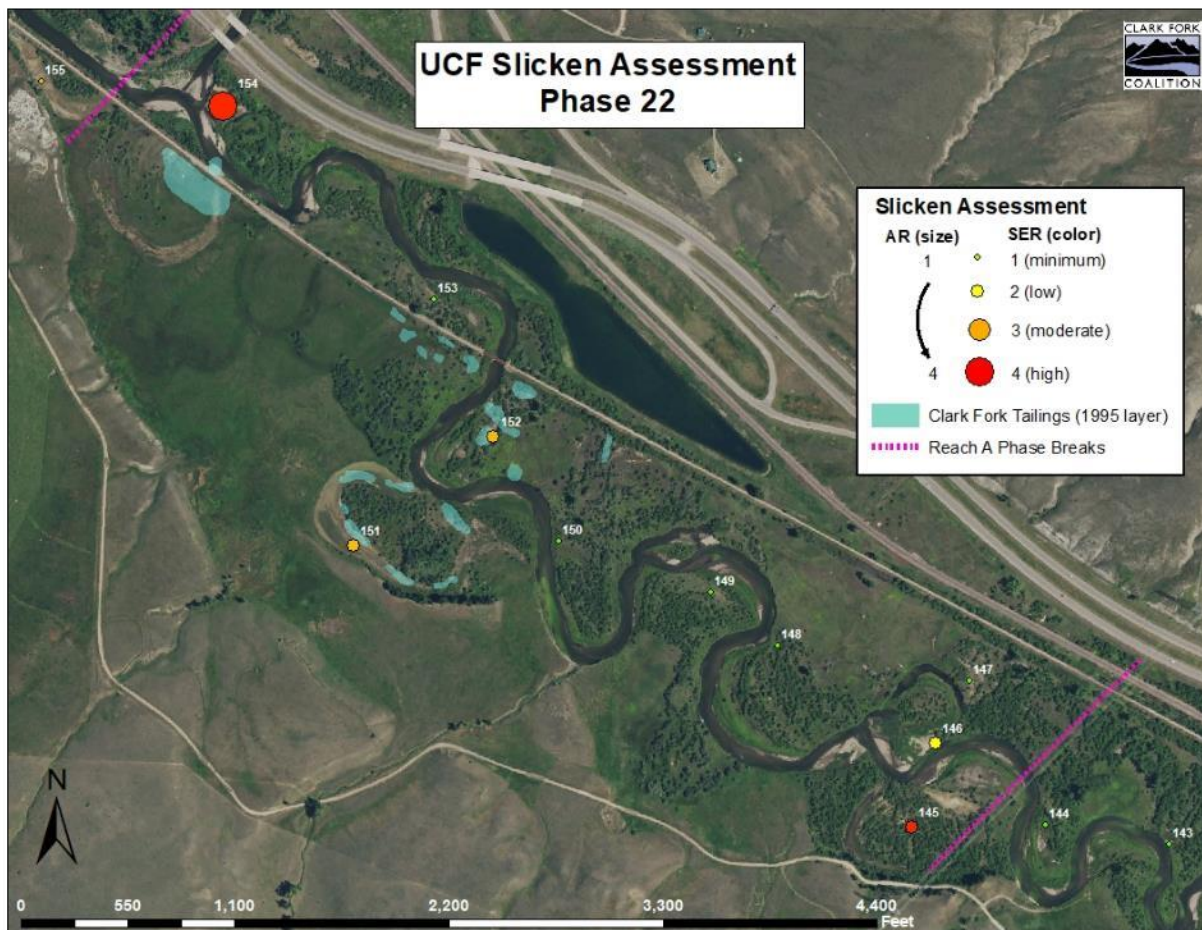 UCF Slicken Assessment
Phase 22
CLARK FORK
COALITION
155
154
Slicken Assessment
AR (size) SER (color)
1 1 (minimum)
2 (low)
3 (moderate)
4 4 (high)
Clark Fork Tailings (1995 layer)
Reach A Phase Breaks
153
152
151
150
149
148
147
146
145
144
143
N
0 550 1,100 2,200 3,300 4,400
Feet